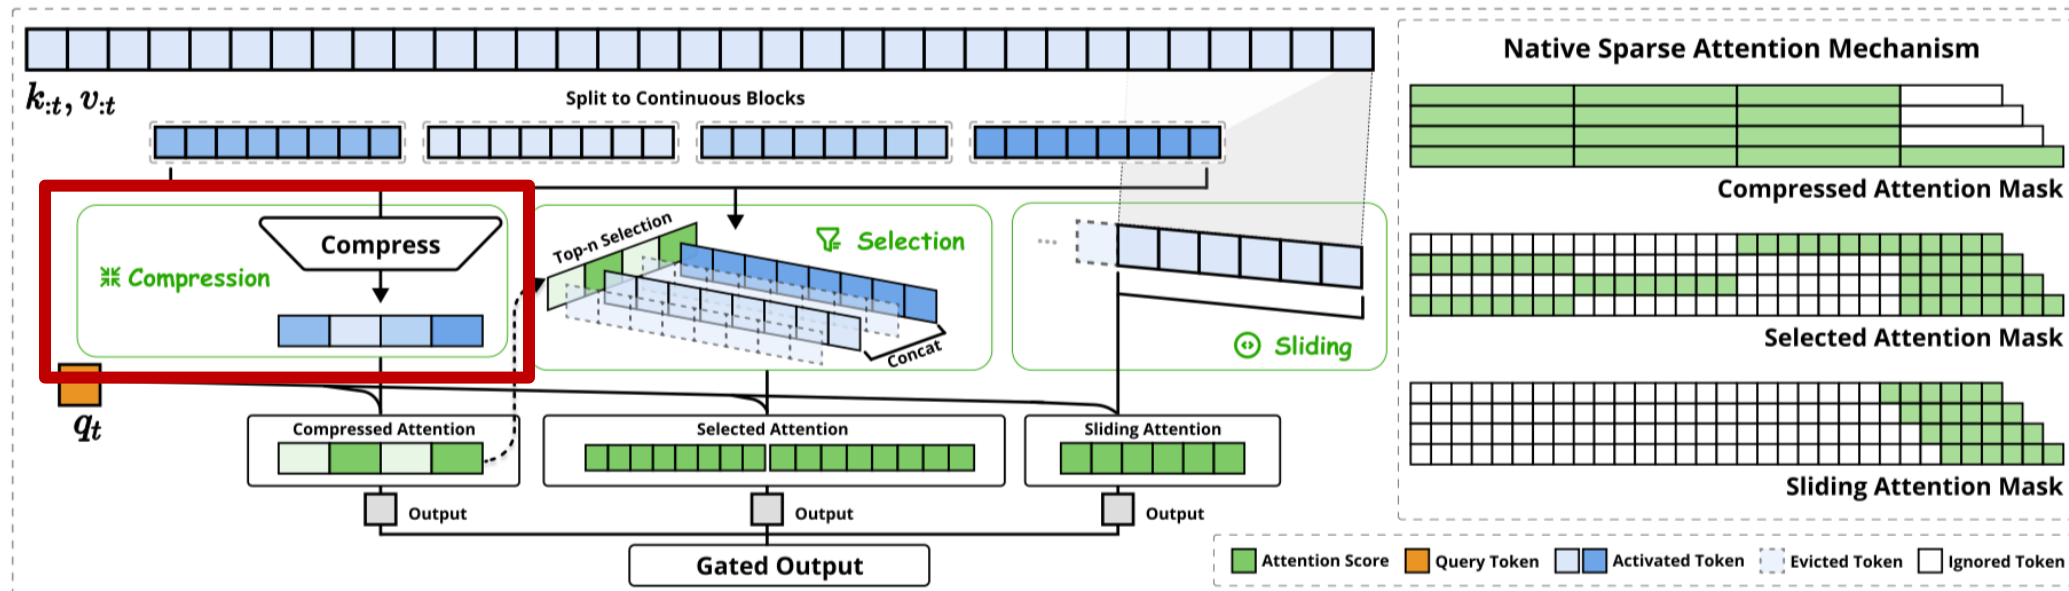 k:t, v:t
Split to Continuous Blocks
Compress
Compression
Top-n Selection
Selection
Concat
...
Sliding
qt
Compressed Attention
Selected Attention
Sliding Attention
Output
Output
Output
Gated Output
Native Sparse Attention Mechanism
Compressed Attention Mask
Selected Attention Mask
Sliding Attention Mask
Attention Score
Query Token
Activated Token
Evicted Token
Ignored Token